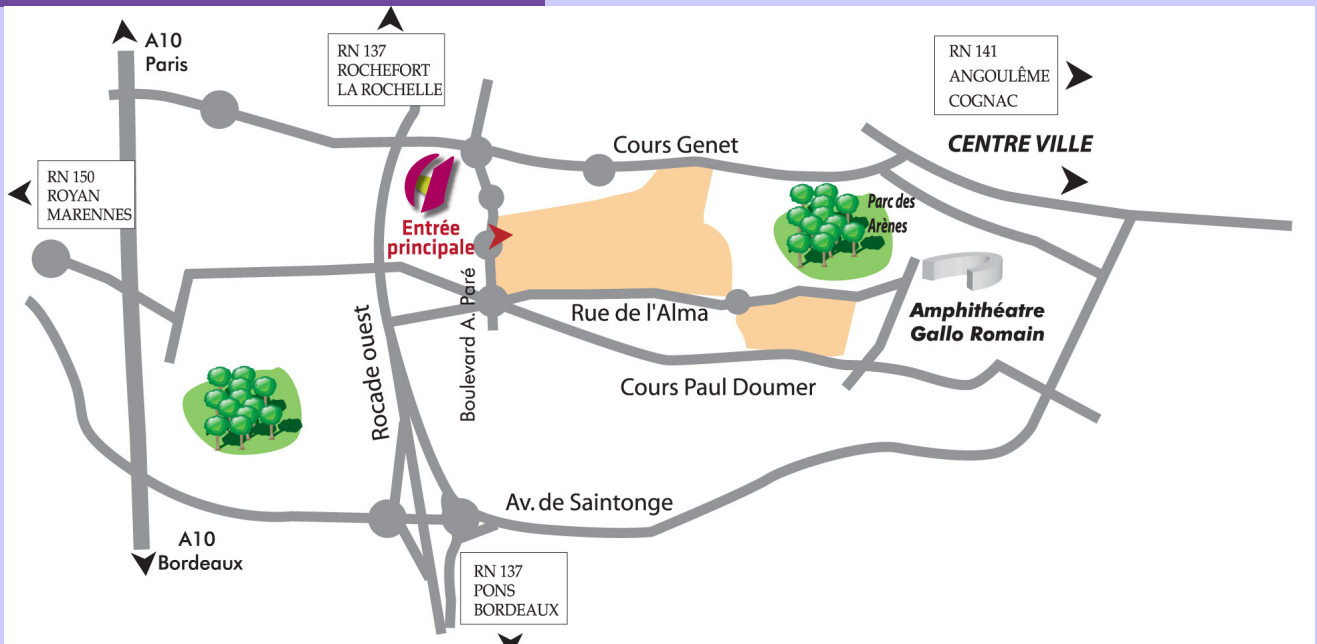 A10
Paris
RN 137
ROCHEFORT
LA ROCHELLE
RN 141
ANGOULÊME
COGNAC
CENTRE VILLE
Cours Genet
RN 150
ROYAN
MARENNES
Parc des
Arènes
Entrée
principale
Boulevard A. Paré
Rue de l'Alma
Amphithéatre
Gallo Romain
Rocade ouest
Cours Paul Doumer
Av. de Saintonge
A10
Bordeaux
RN 137
PONS
BORDEAUX